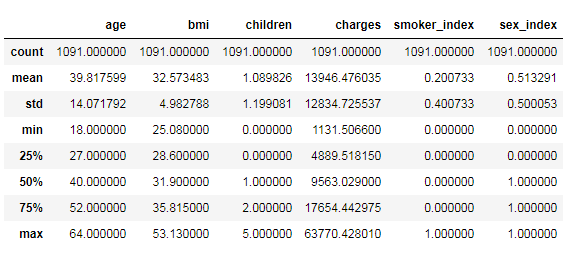 age bmi children charges smoker_index sex_index
count 1091.000000 1091.000000 1091.000000 1091.000000 1091.000000 1091.000000
mean 39.817599 32.573483 1.089826 13946.476035 0.200733 0.513291
std 14.071792 4.982788 1.199081 12834.725537 0.400733 0.500053
min 18.000000 25.080000 0.000000 1131.506600 0.000000 0.000000
25% 27.000000 28.600000 0.000000 4889.518150 0.000000 0.000000
50% 40.000000 31.900000 1.000000 9563.029000 0.000000 1.000000
75% 52.000000 35.815000 2.000000 17654.442975 0.000000 1.000000
max 64.000000 53.130000 5.000000 63770.428010 1.000000 1.000000